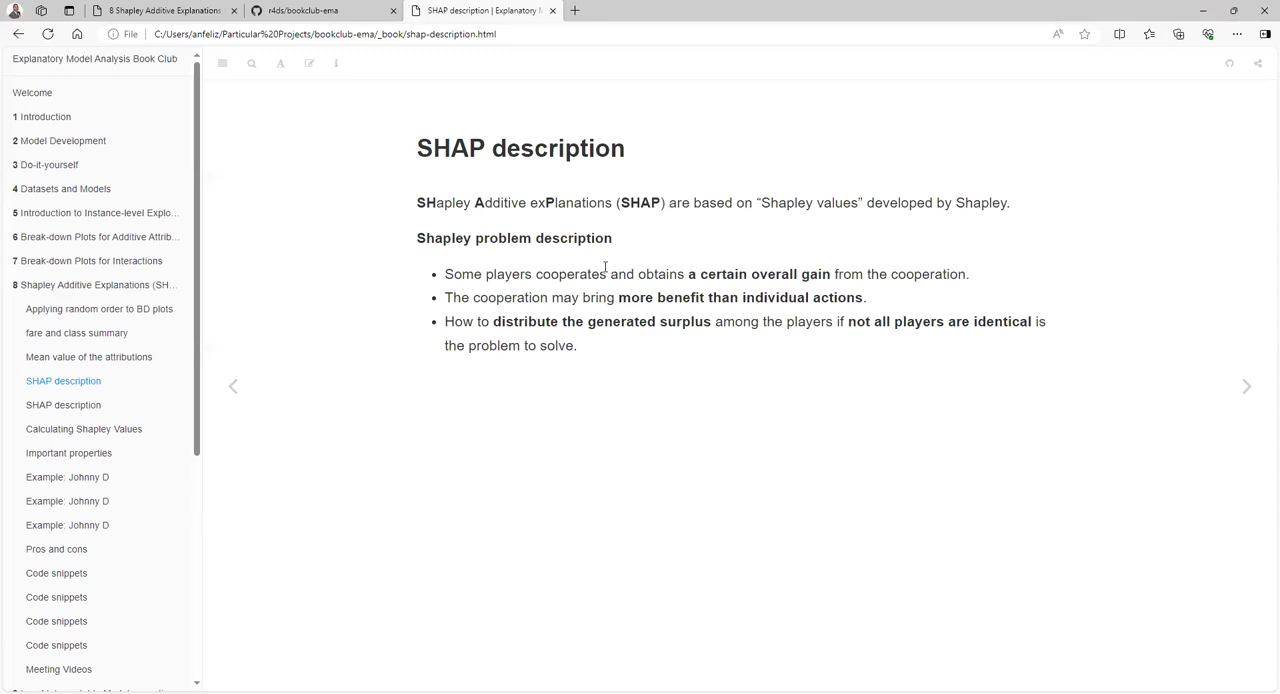 8 Shapley Additive Explanations
r4ds/bookclub-ema
SHAP description | Explanatory M
File
C:/Users/anfeliz/Particular%20Projects/bookclub-ema/_book/shap-description.html
Explanatory Model Analysis Book Club
Welcome
1 Introduction
2 Model Development
3 Do-it-yourself
4 Datasets and Models
5 Introduction to Instance-level Explo...
6 Break-down Plots for Additive Attrib...
7 Break-down Plots for Interactions
8 Shapley Additive Explanations (SH...
Applying random order to BD plots
fare and class summary
Mean value of the attributions
SHAP description
SHAP description
Calculating Shapley Values
Important properties
Example: Johnny D
Example: Johnny D
Example: Johnny D
Pros and cons
Code snippets
Code snippets
Code snippets
Code snippets
Meeting Videos
SHAP description
SHapley Additive exPlanations (SHAP) are based on “Shapley values” developed by Shapley.
Shapley problem description
• Some players cooperates and obtains a certain overall gain from the cooperation.
• The cooperation may bring more benefit than individual actions.
• How to distribute the generated surplus among the players if not all players are identical is
the problem to solve.